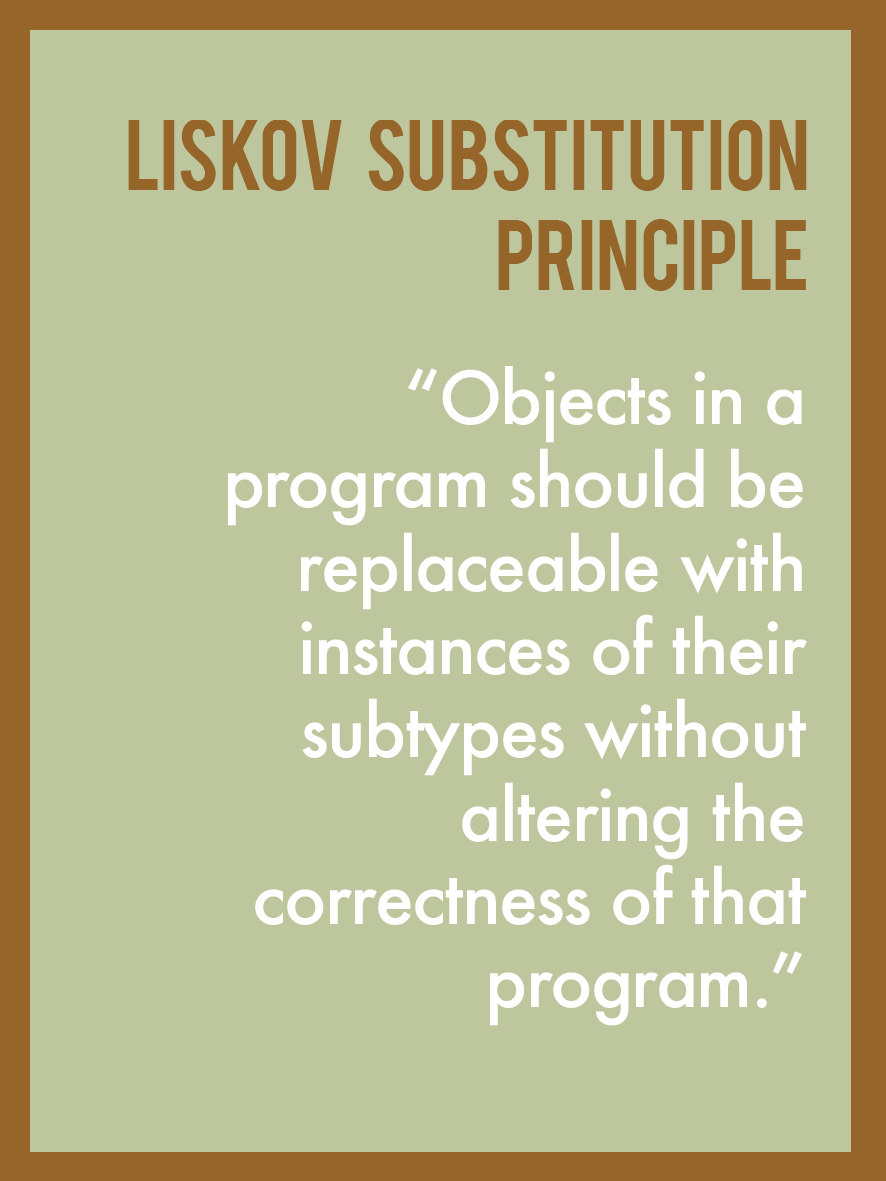 LISKOV SUBSTITUTION
PRINCIPLE
“Objects in a
program should be
replaceable with
instances of their
subtypes without
altering the
correctness of that
program.”